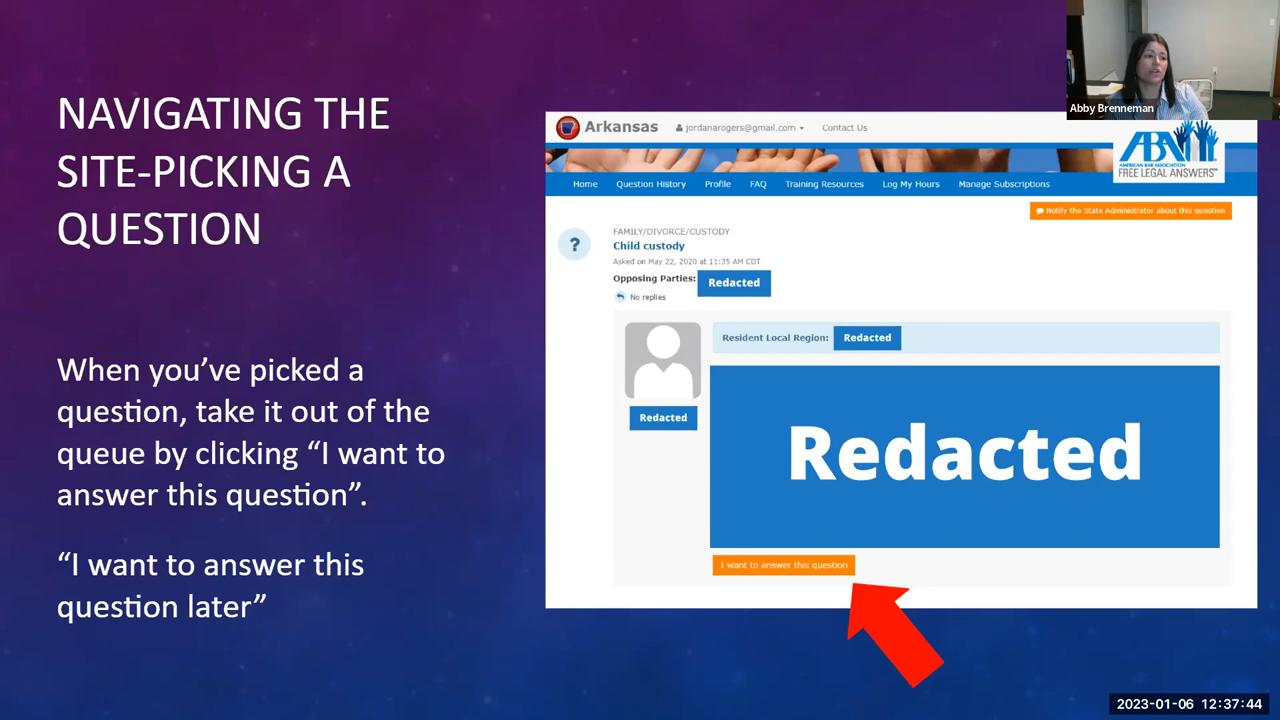 NAVIGATING THE
SITE-PICKING A
QUESTION
When you’ve picked a
question, take it out of the
queue by clicking “I want to
answer this question”.
“I want to answer this
question later”
Abby Brenneman
Arkansas
jordanarogers@gmail.com
Contact Us
ABA
AMERICAN BAR ASSOCIATION
FREE LEGAL ANSWERS™
Home Question History Profile FAQ Training Resources Log My Hours Manage Subscriptions
Notify the State Administrator about this question
?
FAMILY/DIVORCE/CUSTODY
Child custody
Asked on May 22, 2020 at 11:35 AM CDT
Opposing Parties: Redacted
No replies
Resident Local Region: Redacted
Redacted
Redacted
I want to answer this question
2023-01-06 12:37:44